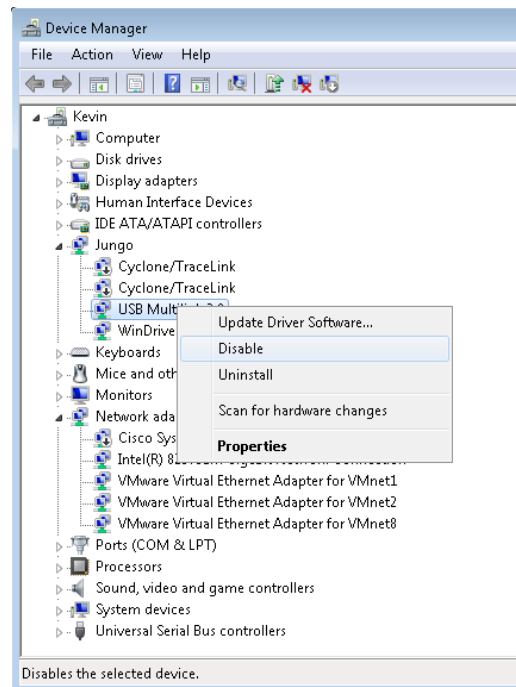 Device Manager
File Action View Help
Kevin
Computer
Disk drives
Display adapters
Human Interface Devices
IDE ATA/ATAPI controllers
Jungo
Cyclone/TraceLink
Cyclone/TraceLink
USB Multilink
WinDrive
Keyboards
Mice and oth
Monitors
Network ada
Cisco Sys
Intel(R)
VMware Virtual Ethernet Adapter for VMnet1
VMware Virtual Ethernet Adapter for VMnet2
VMware Virtual Ethernet Adapter for VMnet8
Ports (COM & LPT)
Processors
Sound, video and game controllers
System devices
Universal Serial Bus controllers
Update Driver Software...
Disable
Uninstall
Scan for hardware changes
Properties
Disables the selected device.